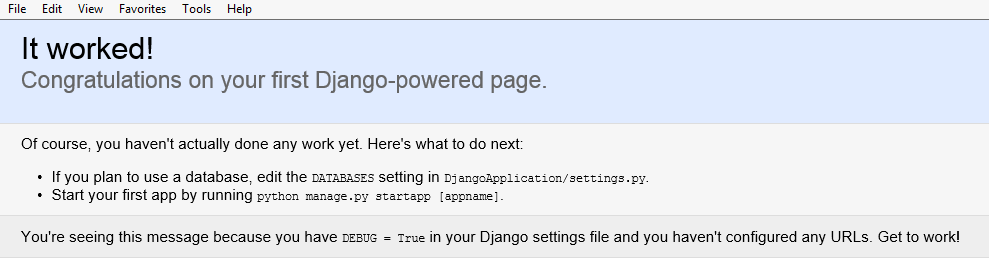 File Edit View Favorites Tools Help
It worked!
Congratulations on your first Django-powered page.
Of course, you haven't actually done any work yet. Here's what to do next:
• If you plan to use a database, edit the DATABASES setting in DjangoApplication/settings.py.
• Start your first app by running python manage.py startapp [appname].
You're seeing this message because you have DEBUG = True in your Django settings file and you haven't configured any URLs. Get to work!